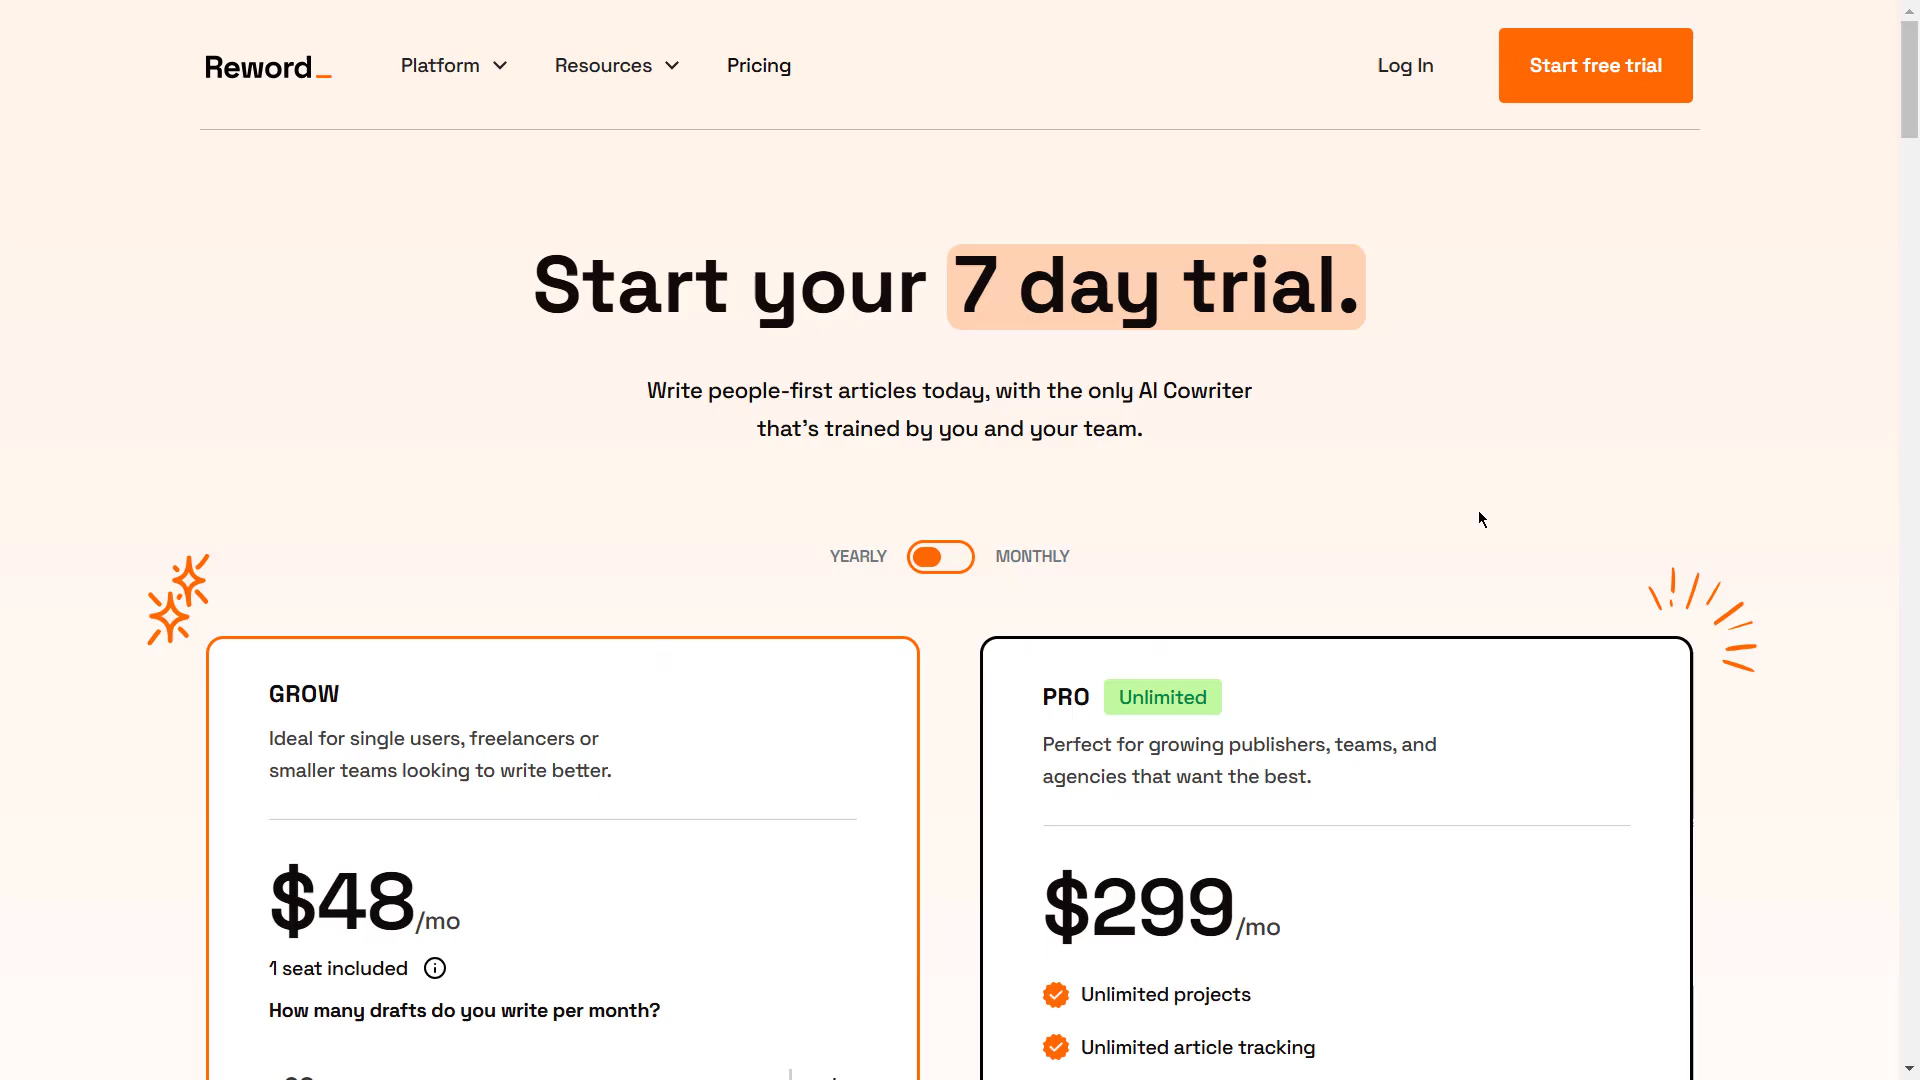 Reword_
Platform
Resources
Pricing
Log In
Start free trial
Start your 7 day trial.
Write people-first articles today, with the only AI Cowriter
that's trained by you and your team.
YEARLY
MONTHLY
GROW
Ideal for single users, freelancers or
smaller teams looking to write better.
$48/mo
1 seat included
How many drafts do you write per month?
PRO
Unlimited
Perfect for growing publishers, teams, and
agencies that want the best.
$299/mo
Unlimited projects
Unlimited article tracking